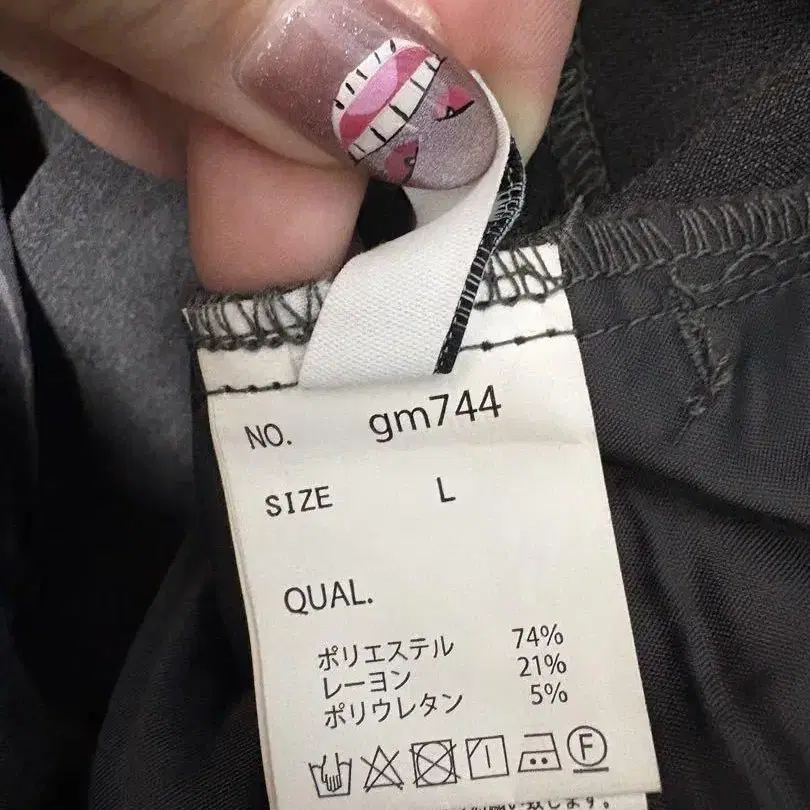 NO. gm744
SIZE L
QUAL.
ポリエステル 74%
レーヨン 21%
ポリウレタン 5%
F